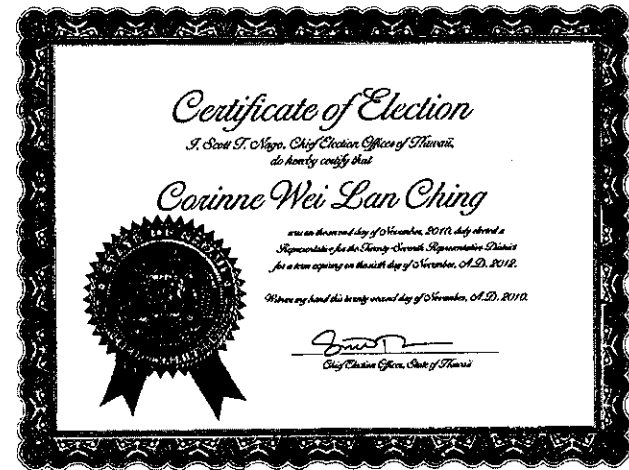 Certificate of Election
I, Scott T. Nago, Chief Election Officer of Hawaii,
do hereby certify that
Corinne Wei Lan Ching
was on the second day of November, 2010, duly elected a
Representative for the Twenty-Seventh Representative District
for a term expiring on the sixth day of November, A.D. 2012.
Witness my hand this twenty-second day of November, A.D. 2010.
Chief Election Officer, State of Hawaii